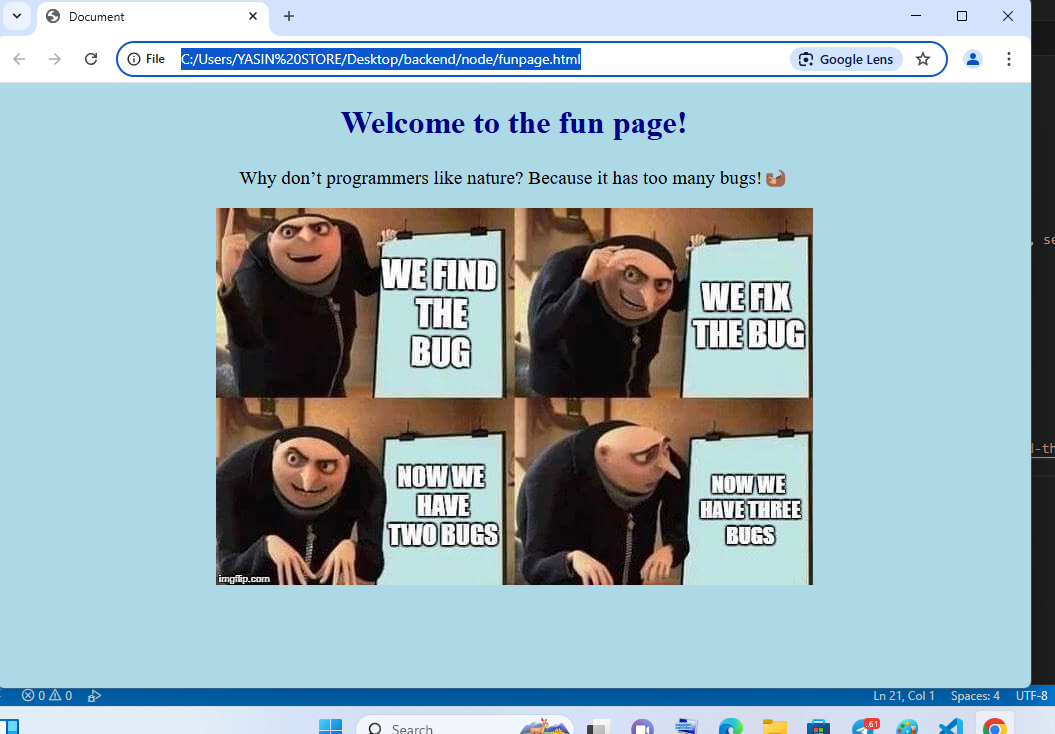 Document
File
C:/Users/YASIN%20STORE/Desktop/backend/node/funpage.html
Google Lens
Welcome to the fun page!
Why don’t programmers like nature? Because it has too many bugs!
WE FIND
THE
BUG
WE FIX
THE BUG
NOW WE
HAVE
TWO BUGS
NOW WE
HAVE THREE
BUGS
imgflip.com
, se
d-th
0 0
Ln 21, Col 1 Spaces: 4 UTF-8
Search
61